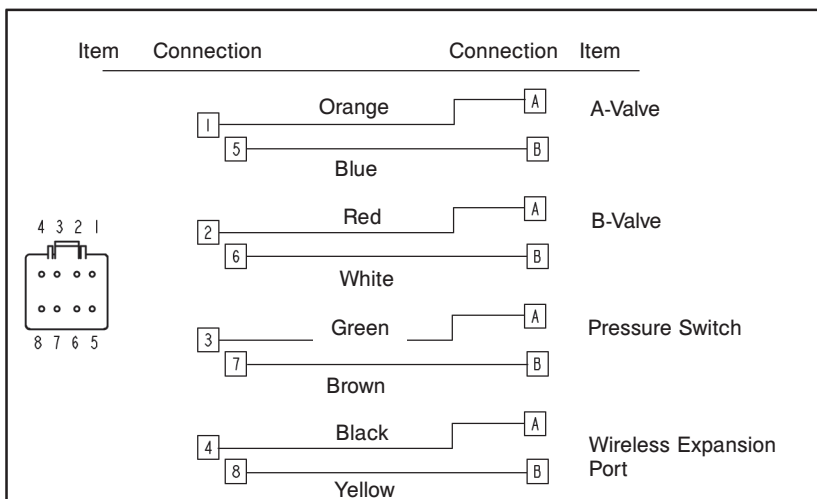 Item Connection Connection Item
Orange A A-Valve
1
5 B
Blue
Red A B-Valve
2
6 B
White
4 3 2 1
8 7 6 5
Green A Pressure Switch
3
7 B
Brown
Black A
4 Wireless Expansion
8 B Port
Yellow